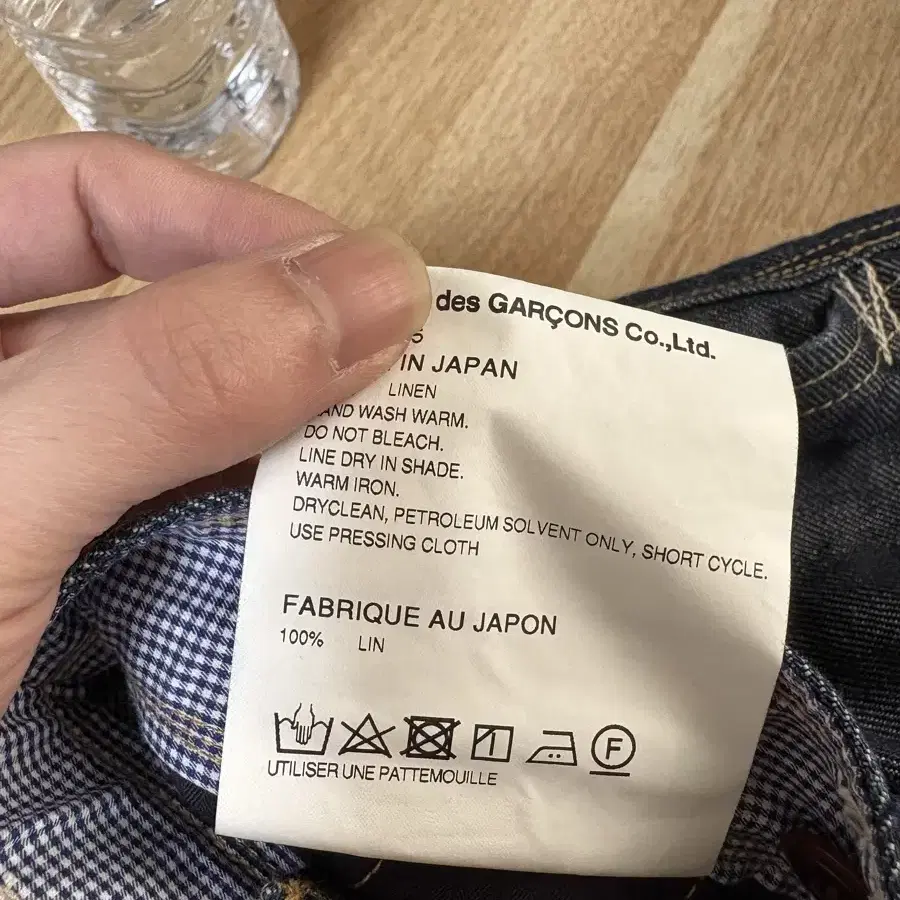 des GARÇONS Co.,Ltd.
IN JAPAN
LINEN
WASH WARM.
DO NOT BLEACH.
LINE DRY IN SHADE.
WARM IRON.
DRYCLEAN, PETROLEUM SOLVENT ONLY, SHORT CYCLE.
USE PRESSING CLOTH
FABRIQUE AU JAPON
100% LIN
F
UTILISER UNE PATTEMOUILLE